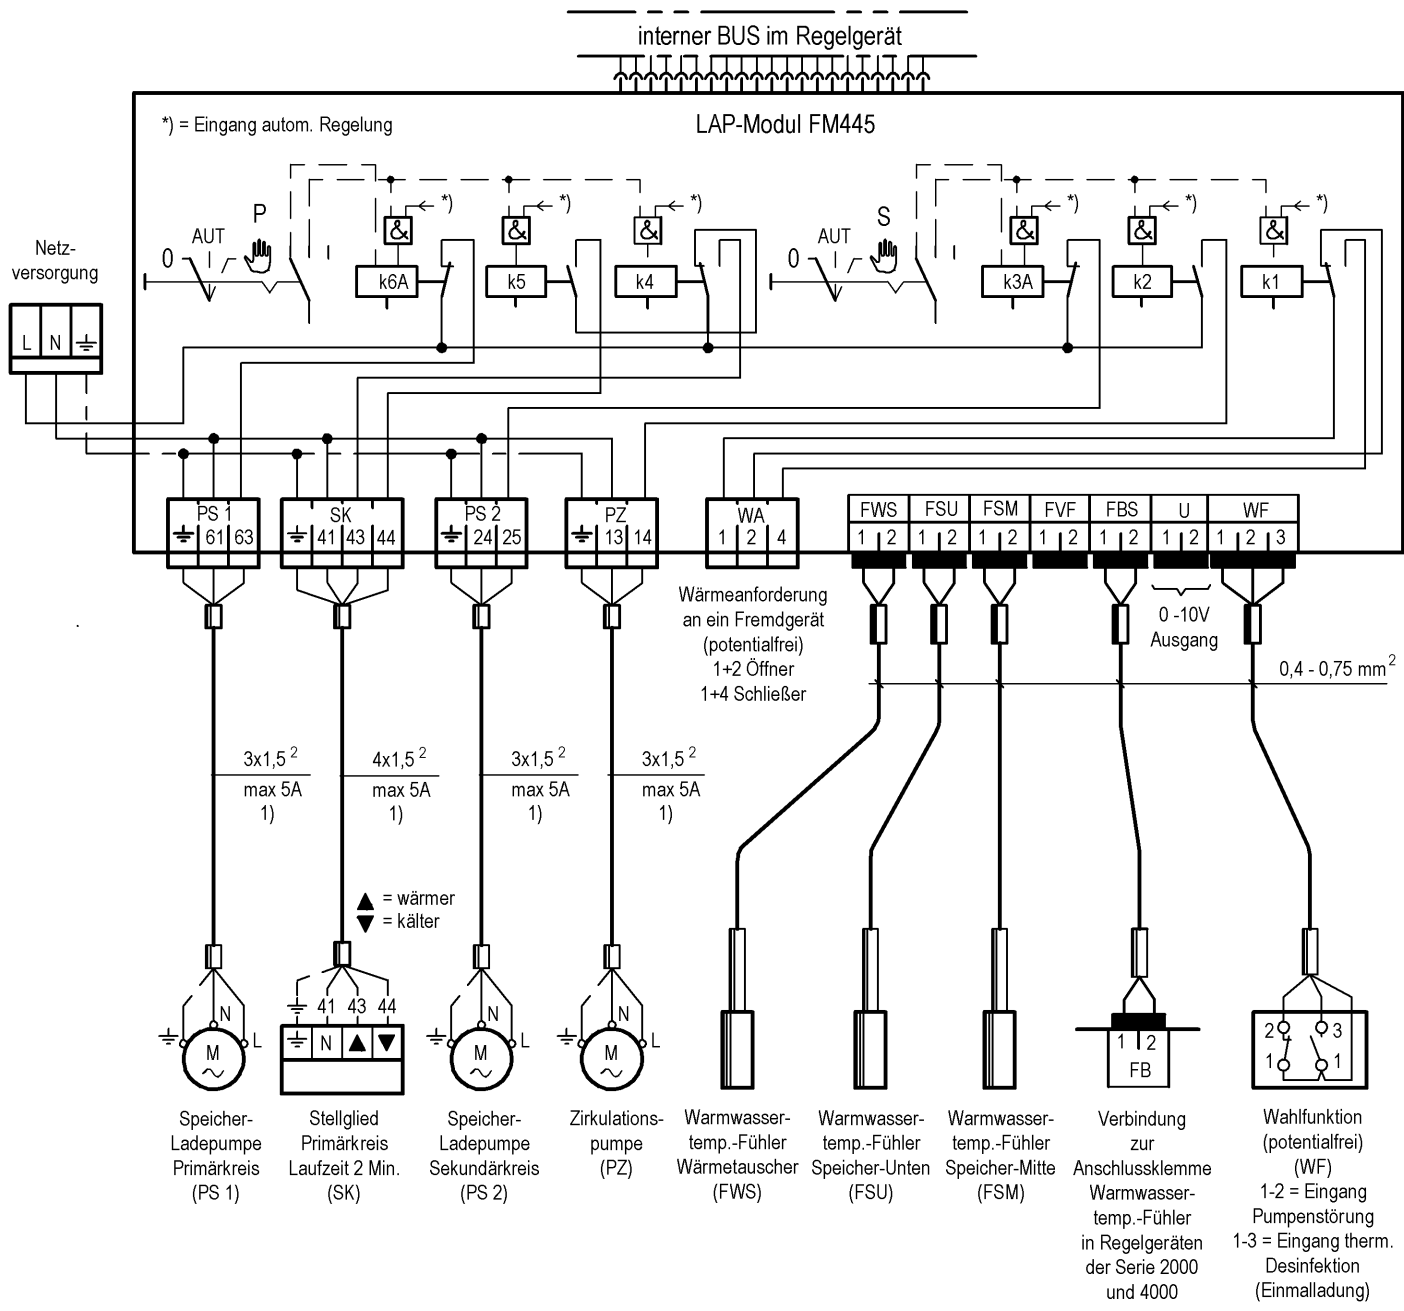 interner BUS im Regelgerät
*) = Eingang autom. Regelung
LAP-Modul FM445
P
S
*)
*)
*)
*)
*)
*)
0
AUT
&
&
&
0
AUT
&
&
&
k6A
k5
k4
k3A
k2
k1
Netz-
versorgung
L N
PS 1
61 63
SK
41 43 44
PS 2
24 25
PZ
13 14
WA
1 2 4
FWS
1 2
FSU
1 2
FSM
1 2
FVF
1 2
FBS
1 2
U
1 2
WF
1 2 3
Wärmeanforderung
an ein Fremdgerät
(potentialfrei)
1+2 Öffner
1+4 Schließer
0 -10V
Ausgang
0,4 - 0,75 mm²
3x1,5 ²
max 5A
1)
4x1,5 ²
max 5A
1)
3x1,5 ²
max 5A
1)
3x1,5 ²
max 5A
1)
▲ = wärmer
▼ = kälter
N
L
M
~
41 43 44
N ▲ ▼
N
L
M
~
N
L
M
~
1 2
FB
2 3
1 1
Speicher-
Ladepumpe
Primärkreis
(PS 1)
Stellglied
Primärkreis
Laufzeit 2 Min.
(SK)
Speicher-
Ladepumpe
Sekundärkreis
(PS 2)
Zirkulations-
pumpe
(PZ)
Warmwasser-
temp.-Fühler
Wärmetauscher
(FWS)
Warmwasser-
temp.-Fühler
Speicher-Unten
(FSU)
Warmwasser-
temp.-Fühler
Speicher-Mitte
(FSM)
Verbindung
zur
Anschlussklemme
Warmwasser-
temp.-Fühler
in Regelgeräten
der Serie 2000
und 4000
Wahlfunktion
(potentialfrei)
(WF)
1-2 = Eingang
Pumpenstörung
1-3 = Eingang therm.
Desinfektion
(Einmalladung)